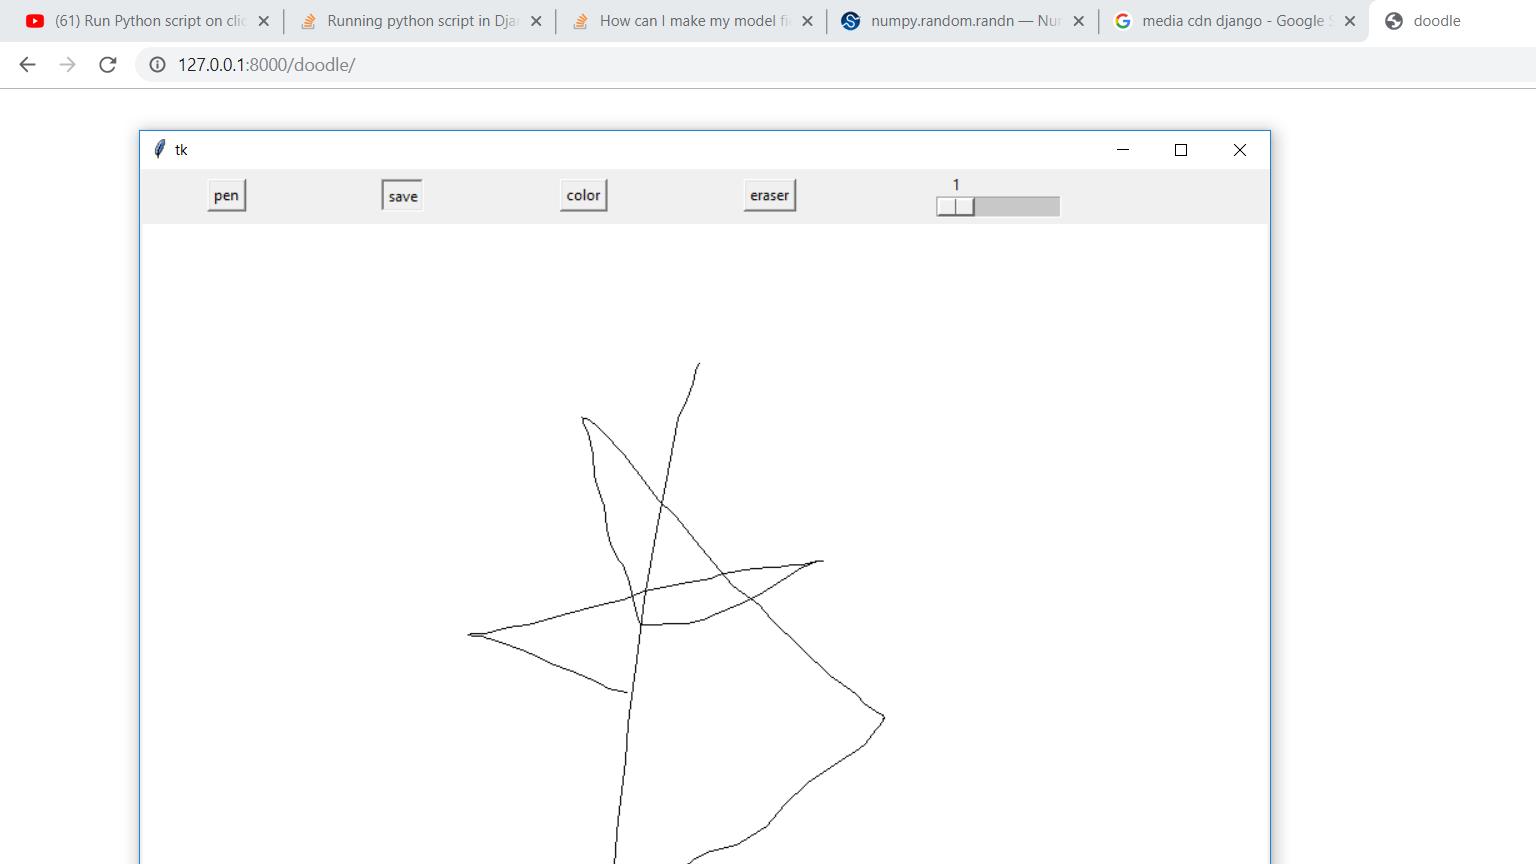 (61) Run Python script on clic
Running python script in Djan
How can I make my model fi
numpy.random.randn — Nu
media cdn django - Google S
doodle
127.0.0.1:8000/doodle/
tk
pen
save
color
eraser
1